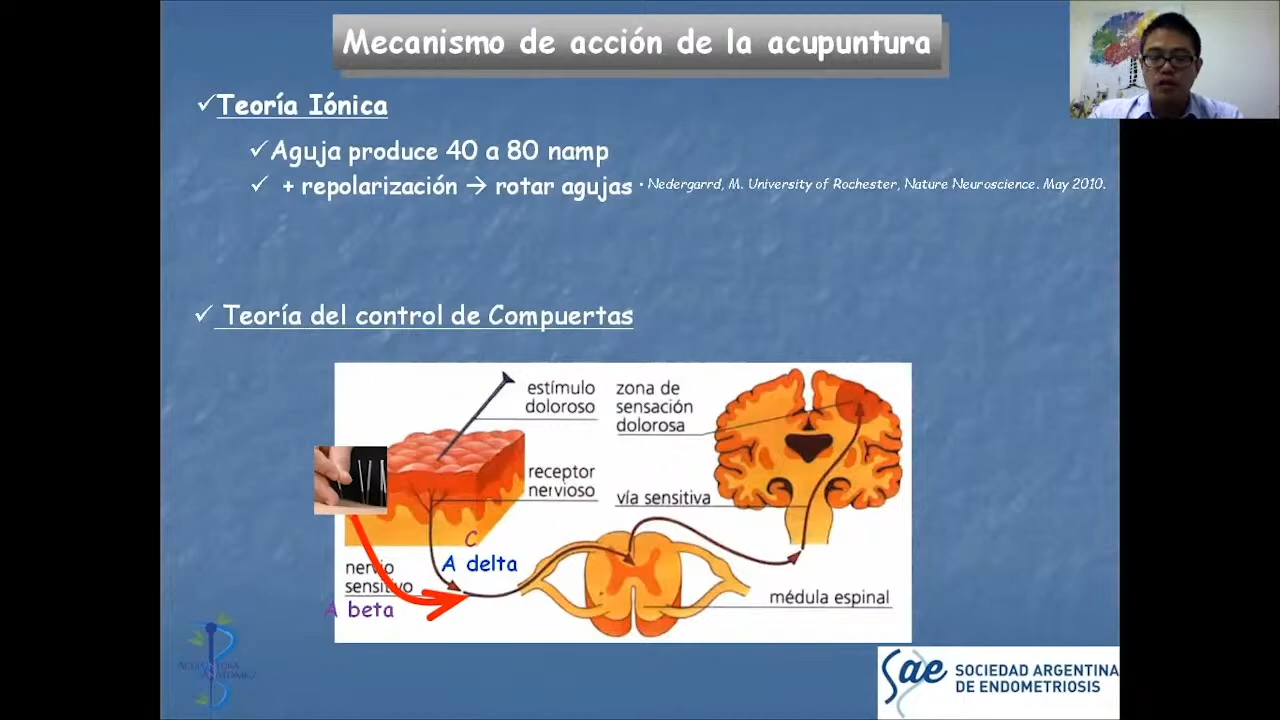 Mecanismo de acción de la acupuntura
Teoría Iónica
Aguja produce 40 a 80 namp
+ repolarización → rotar agujas • Nedergarrd, M. University of Rochester, Nature Neuroscience. May 2010.
Teoría del control de Compuertas
estímulo
doloroso
zona de
sensación
dolorosa
receptor
nervioso
vía sensitiva
C
A delta
nervio
sensitivo
A beta
médula espinal
ACUPUNTURA
Sae SOCIEDAD ARGENTINA
DE ENDOMETRIOSIS